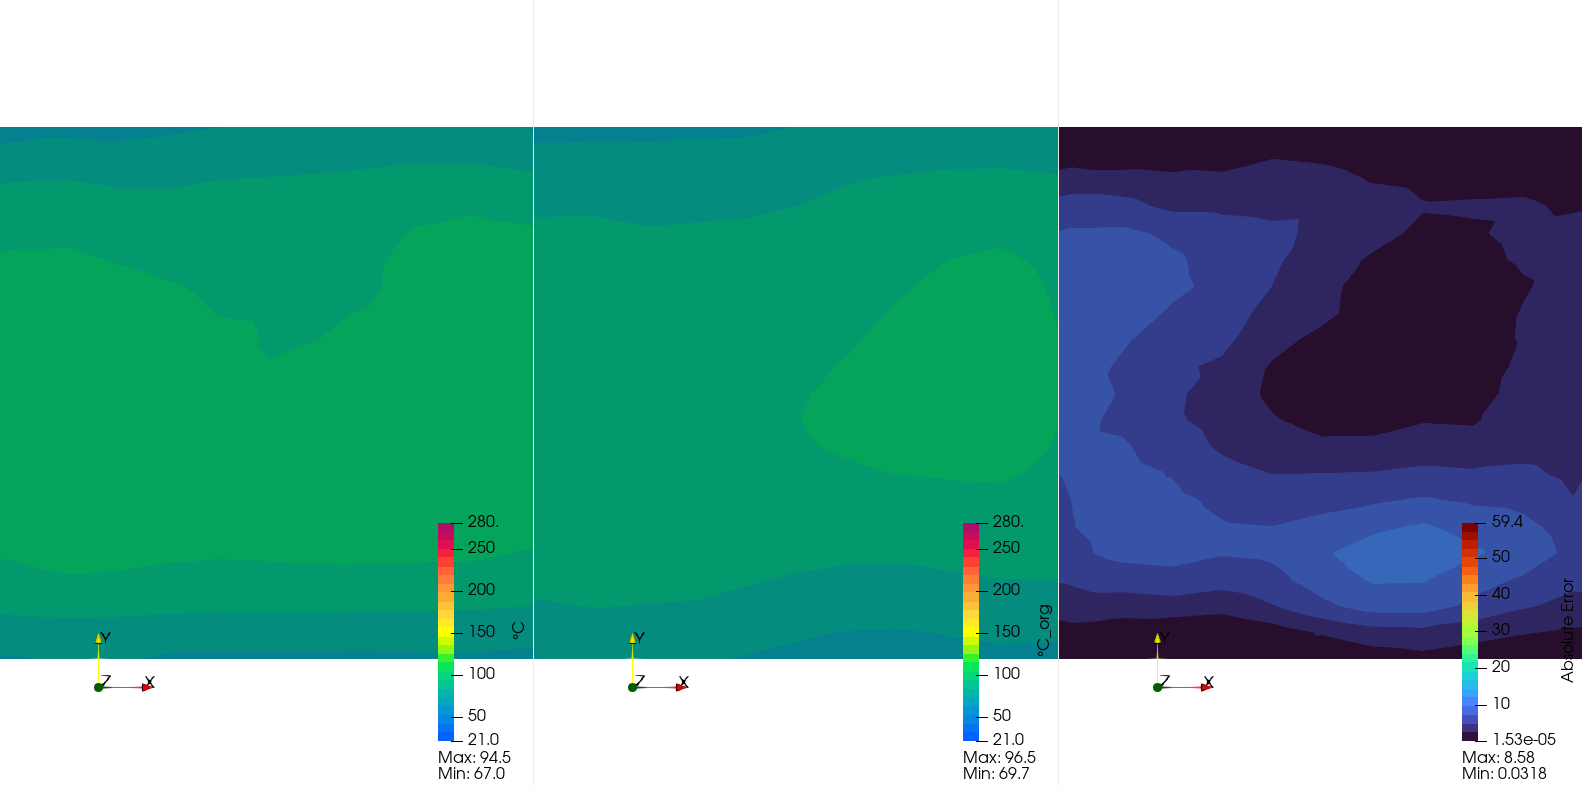 280.
250
200
150
100
50
21.0
°C
Max: 94.5
Min: 67.0
Y
Z
X
280.
250
200
150
100
50
21.0
°C_org
Max: 96.5
Min: 69.7
Y
Z
X
59.4
50
40
30
20
10
1.53e-05
Absolute Error
Max: 8.58
Min: 0.0318
Y
Z
X